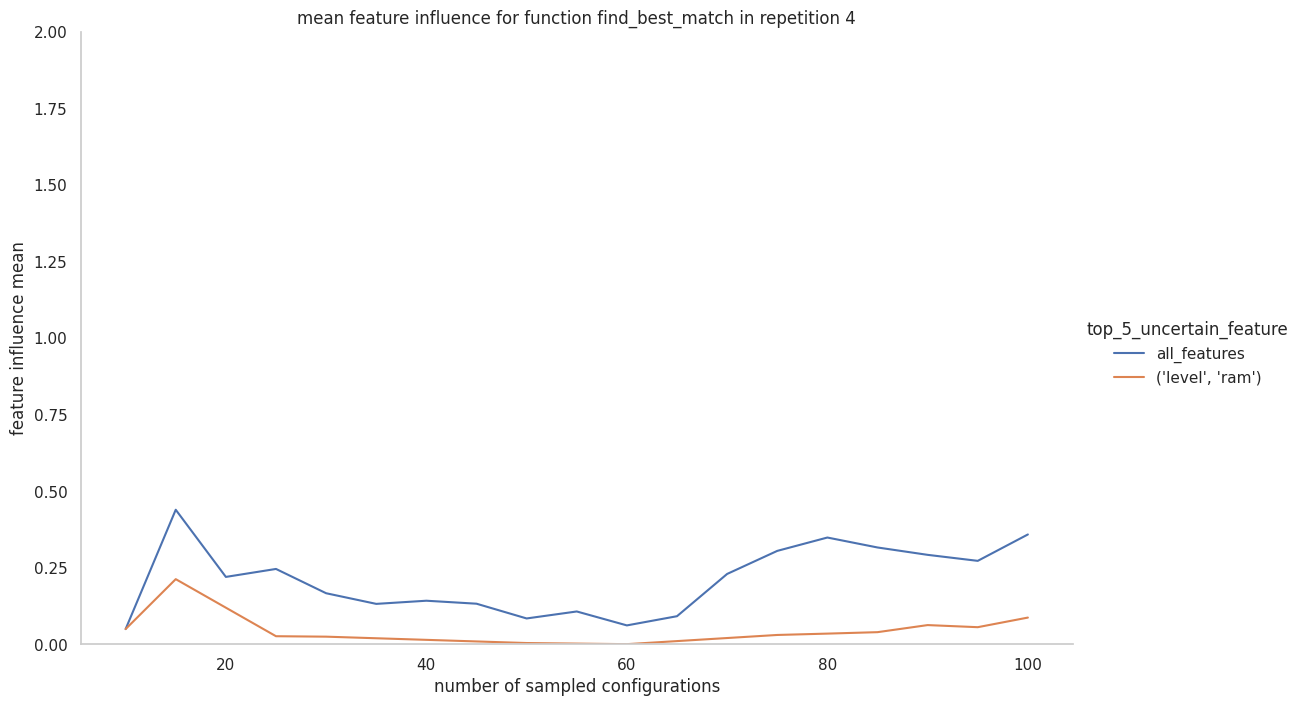 mean feature influence for function find_best_match in repetition 4
2.00
1.75
1.50
1.25
1.00
0.75
0.50
0.25
0.00
feature influence mean
20 40 60 80 100
number of sampled configurations
top_5_uncertain_feature
all_features
('level', 'ram')